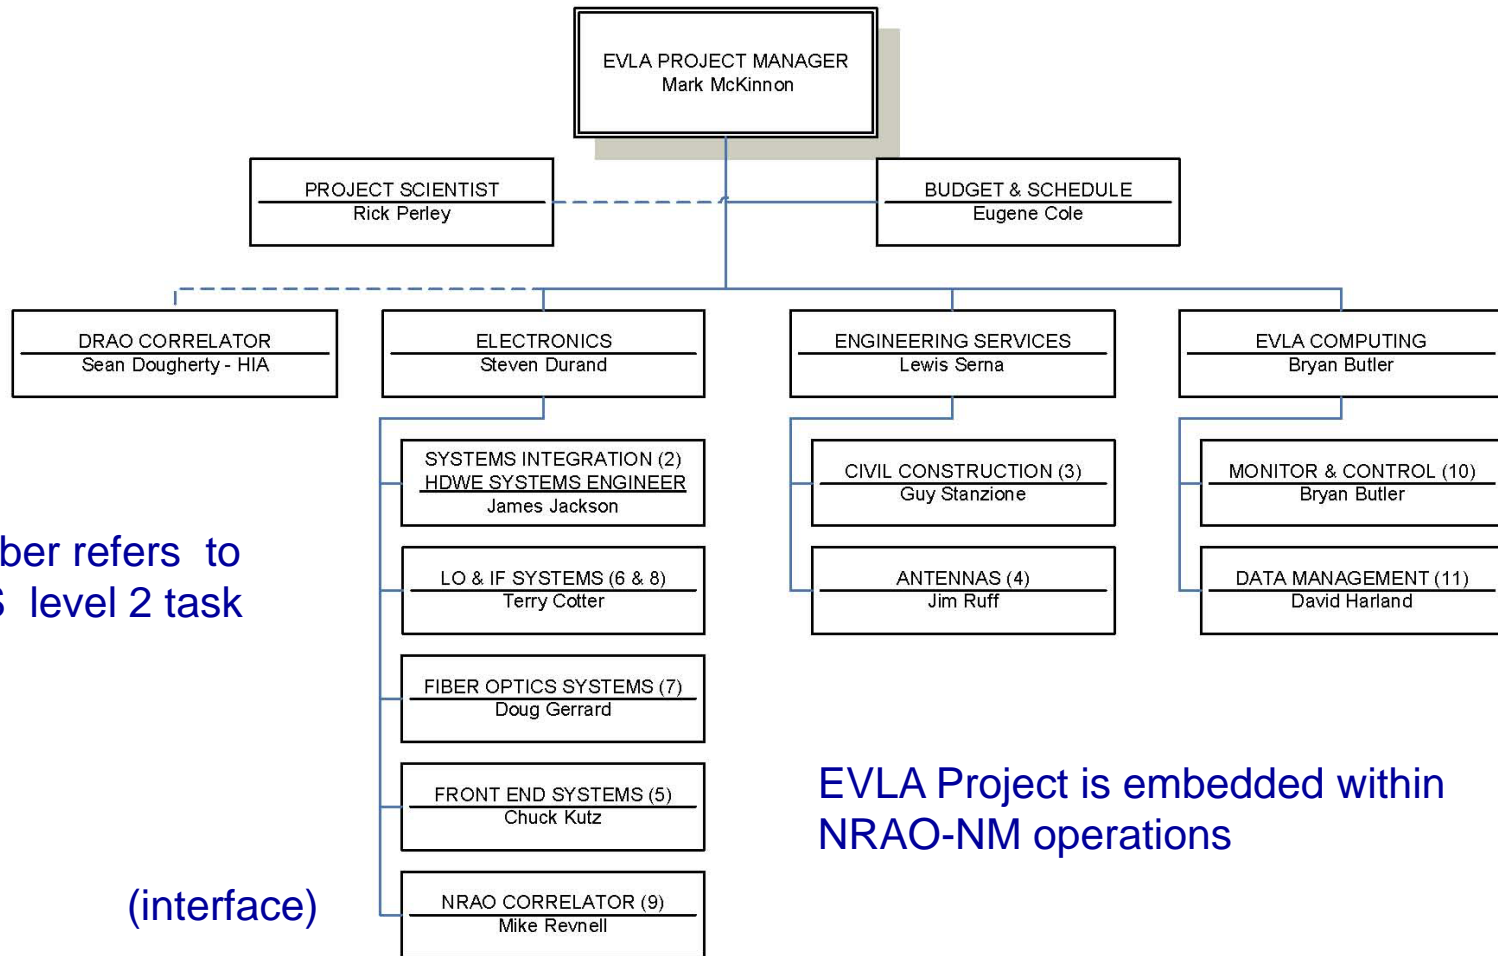 EVLA PROJECT MANAGER
Mark McKinnon
PROJECT SCIENTIST
Rick Perley
BUDGET & SCHEDULE
Eugene Cole
DRAO CORRELATOR
Sean Dougherty - HIA
ELECTRONICS
Steven Durand
ENGINEERING SERVICES
Lewis Serna
EVLA COMPUTING
Bryan Butler
SYSTEMS INTEGRATION (2)
HDWE SYSTEMS ENGINEER
James Jackson
LO & IF SYSTEMS (6 & 8)
Terry Cotter
FIBER OPTICS SYSTEMS (7)
Doug Gerrard
FRONT END SYSTEMS (5)
Chuck Kutz
NRAO CORRELATOR (9)
Mike Revnell
CIVIL CONSTRUCTION (3)
Guy Stanzione
ANTENNAS (4)
Jim Ruff
MONITOR & CONTROL (10)
Bryan Butler
DATA MANAGEMENT (11)
David Harland
ber refers to
S level 2 task
(interface)
EVLA Project is embedded within
NRAO-NM operations